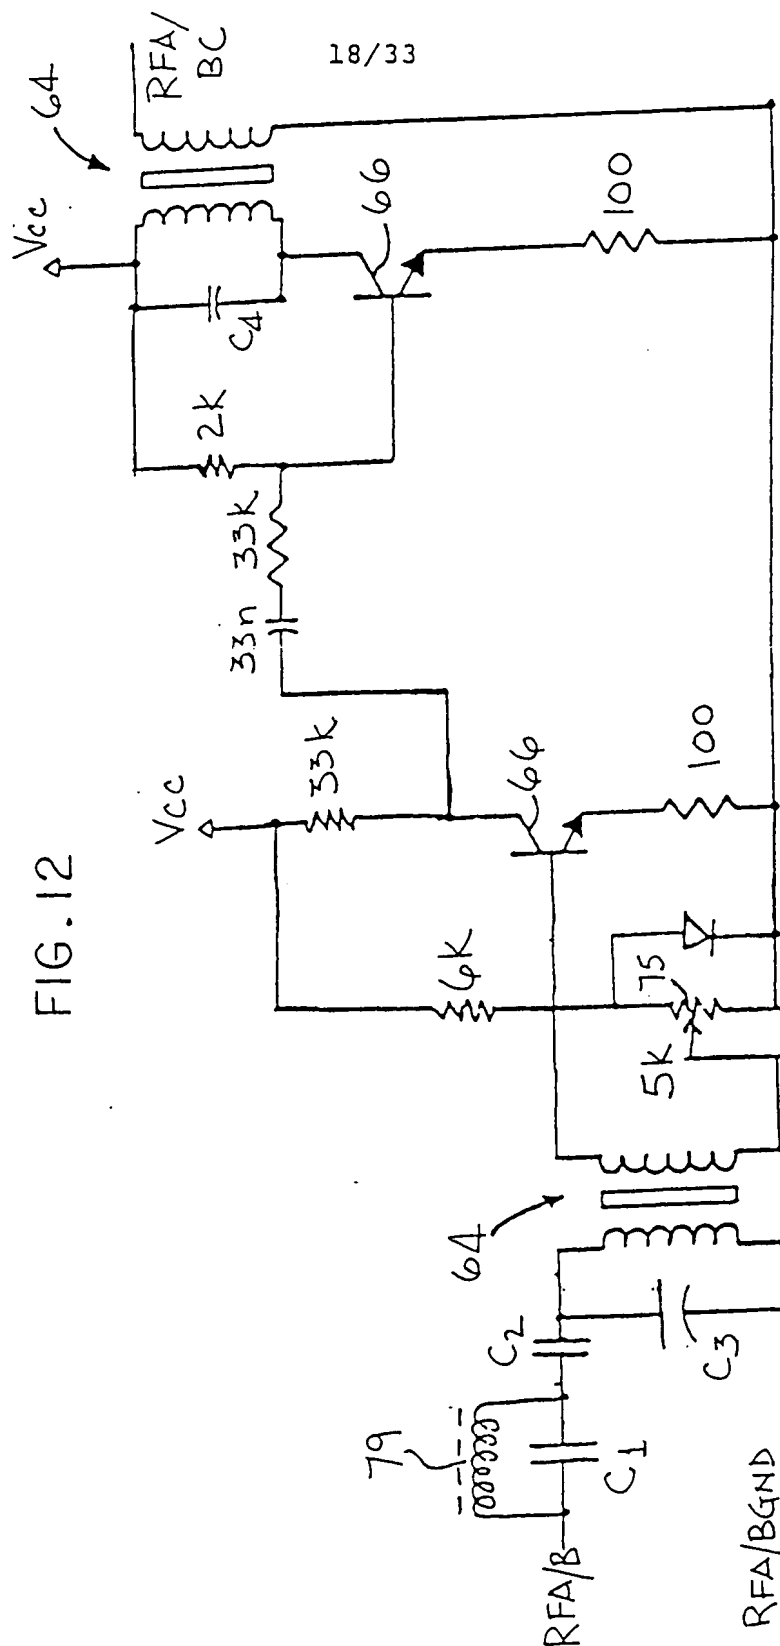 18/33
FIG. 12
RFA/B
RFA/BGND
79
C1
C2
C3
64
5K
75
6K
Vcc
33K
66
100
33n
33K
2K
C4
Vcc
64
66
100
RFA/
BC